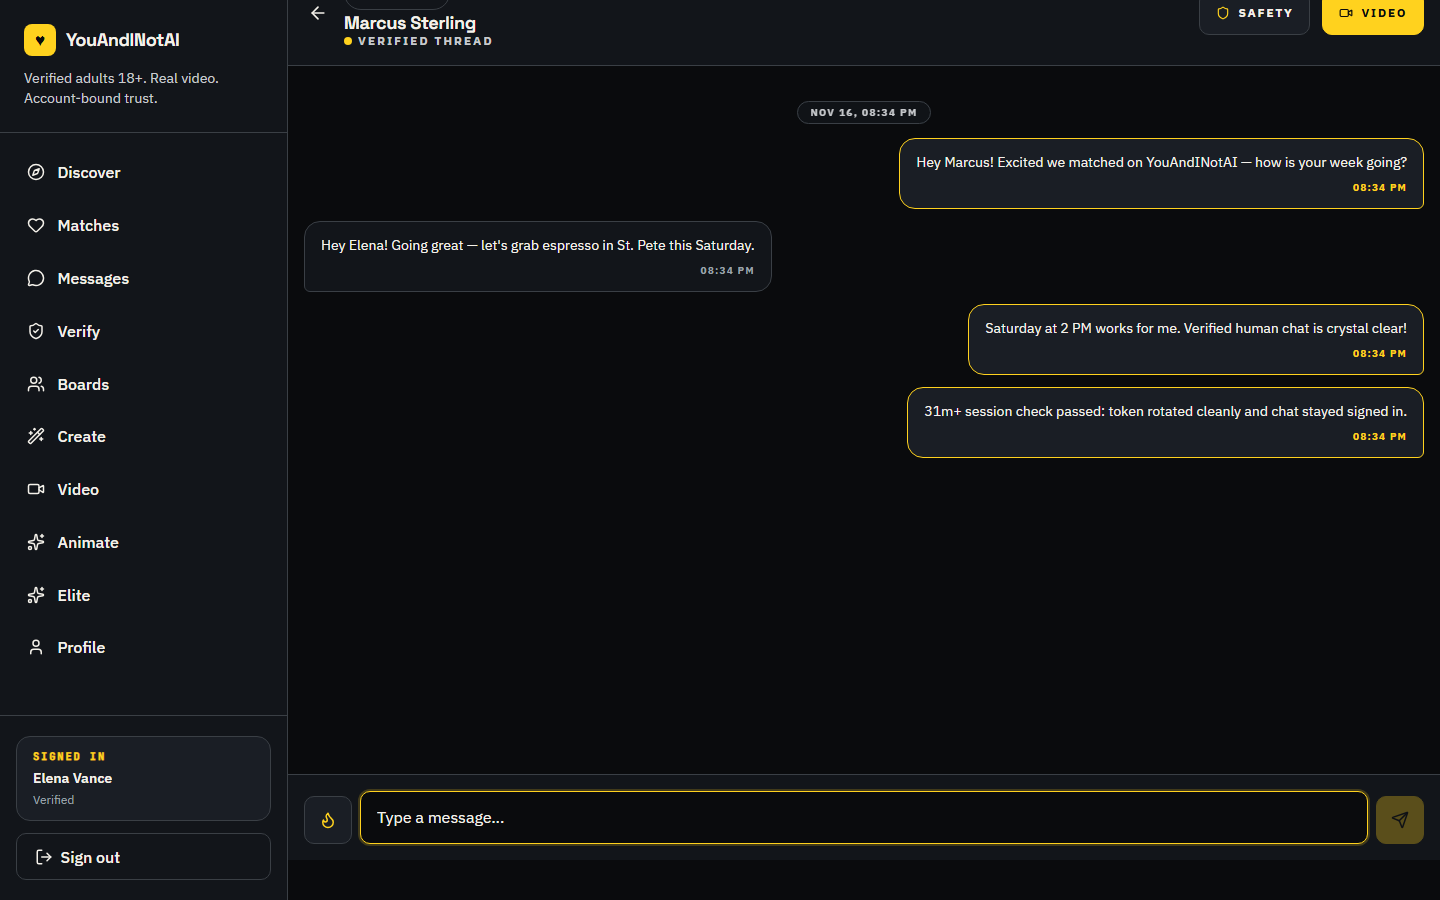 ♥ YouAndINotAI
Verified adults 18+. Real video.
Account-bound trust.
Discover
Matches
Messages
Verify
Boards
Create
Video
Animate
Elite
Profile
SIGNED IN
Elena Vance
Verified
Sign out
Marcus Sterling
VERIFIED THREAD
SAFETY
VIDEO
NOV 16, 08:34 PM
Hey Marcus! Excited we matched on YouAndINotAI — how is your week going?
08:34 PM
Hey Elena! Going great — let's grab espresso in St. Pete this Saturday.
08:34 PM
Saturday at 2 PM works for me. Verified human chat is crystal clear!
08:34 PM
31m+ session check passed: token rotated cleanly and chat stayed signed in.
08:34 PM
Type a message...